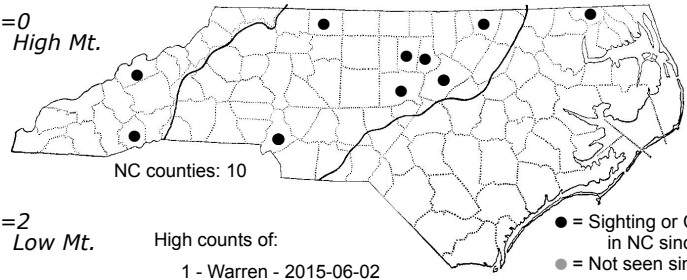 =0
High Mt.
NC counties: 10
=2
Low Mt.
High counts of:
1 - Warren - 2015-06-02
● = Sighting or
in NC sinc
● = Not seen sin